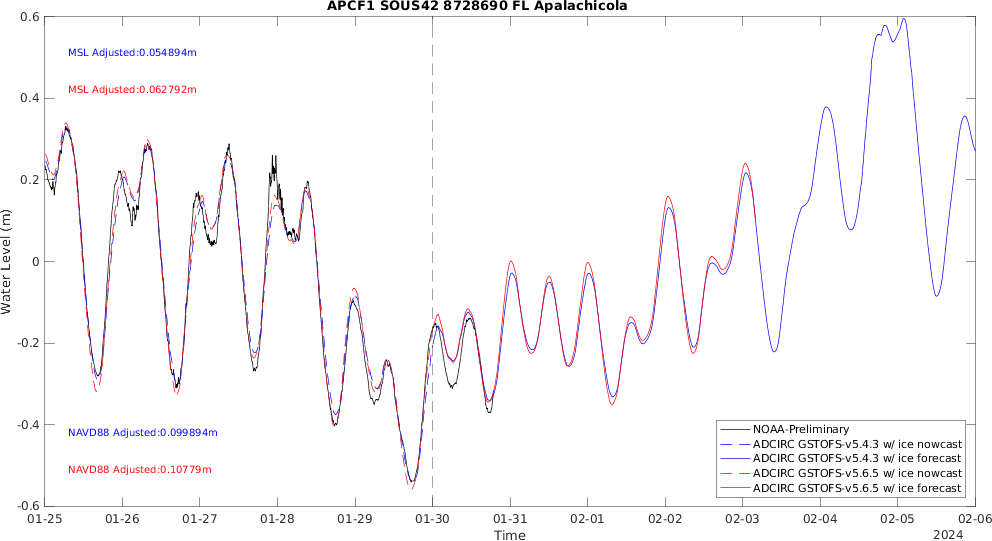 APCF1 SOUS42 8728690 FL Apalachicola
0.6
MSL Adjusted:0.054894m
MSL Adjusted:0.062792m
0.4
0.2
0
-0.2
-0.4
-0.6
Water Level (m)
NAVD88 Adjusted:0.099894m
NAVD88 Adjusted:0.10779m
NOAA-Preliminary
ADCIRC GSTOFS-v5.4.3 w/ ice nowcast
ADCIRC GSTOFS-v5.4.3 w/ ice forecast
ADCIRC GSTOFS-v5.6.5 w/ ice nowcast
ADCIRC GSTOFS-v5.6.5 w/ ice forecast
01-25 01-26 01-27 01-28 01-29 01-30 01-31 02-01 02-02 02-03 02-04 02-05 02-06
Time
2024